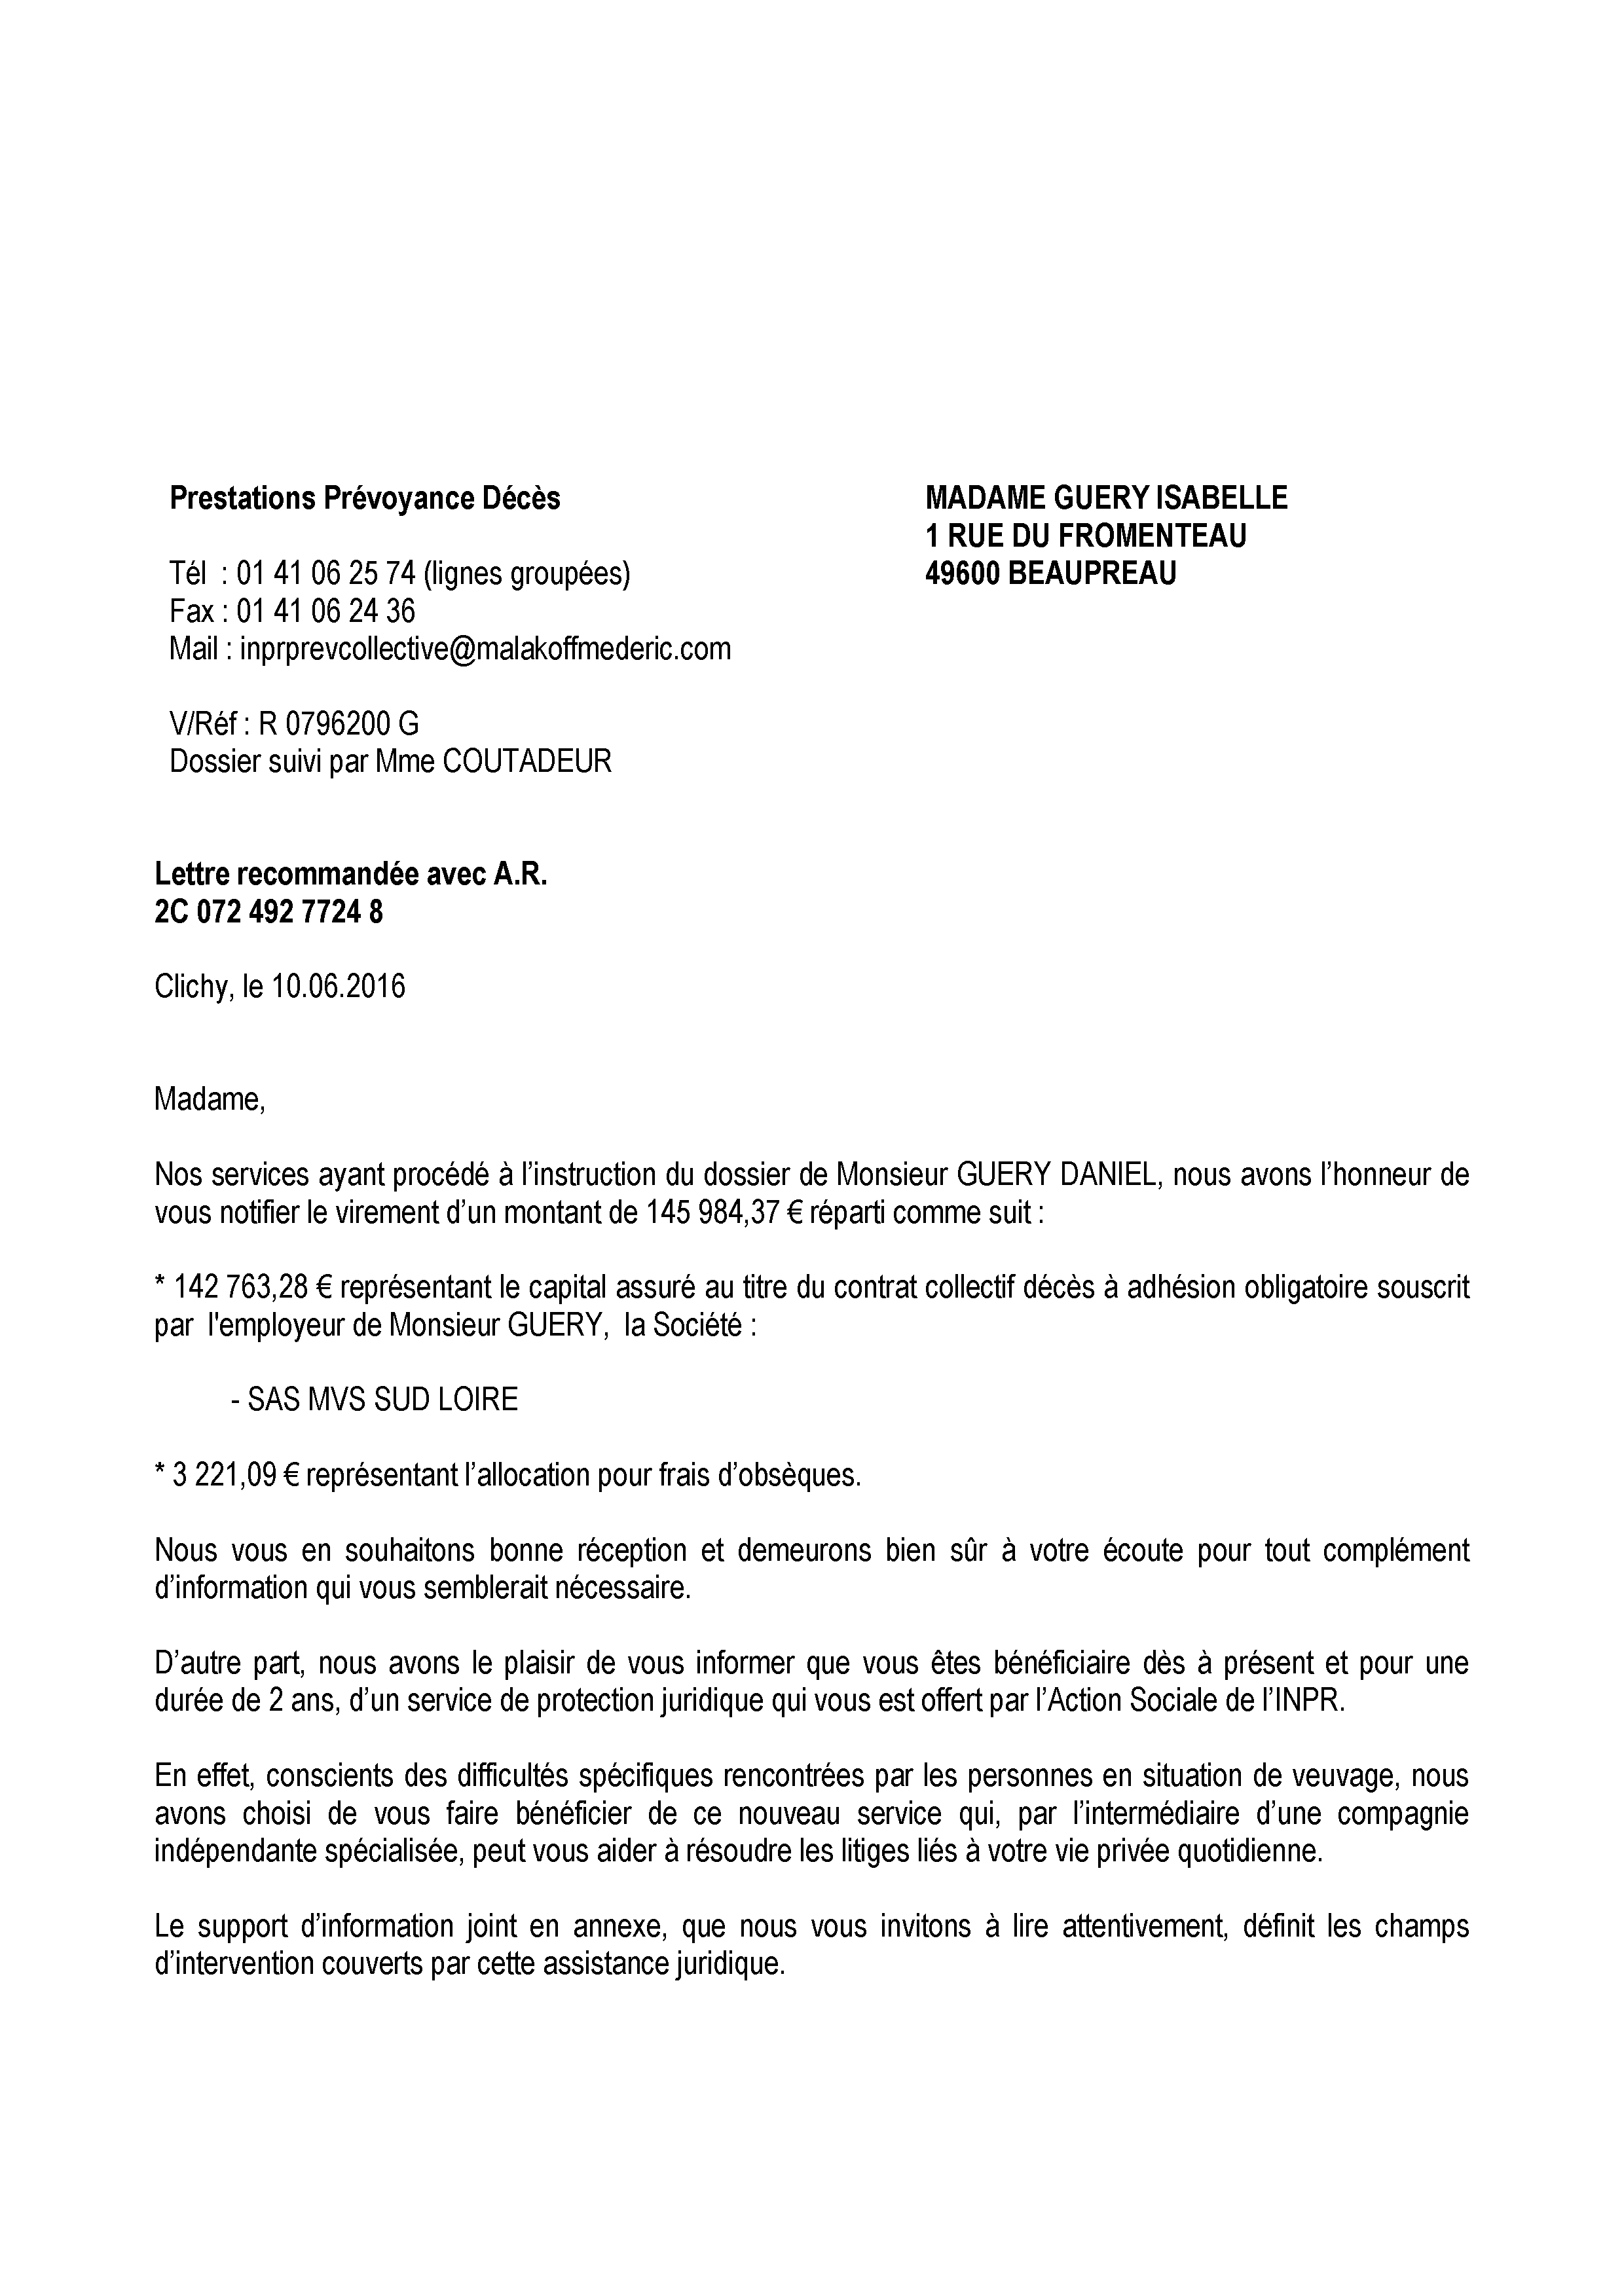 Prestations Prévoyance Décès
Tél : 01 41 06 25 74 (lignes groupées)
Fax : 01 41 06 24 36
Mail : inprprevcollective@malakoffmederic.com
V/Réf : R 0796200 G
Dossier suivi par Mme COUTADEUR
MADAME GUERY ISABELLE
1 RUE DU FROMENTEAU
49600 BEAUPREAU
Lettre recommandée avec A.R.
2C 072 492 7724 8
Clichy, le 10.06.2016
Madame,
Nos services ayant procédé à l’instruction du dossier de Monsieur GUERY DANIEL, nous avons l’honneur de
vous notifier le virement d’un montant de 145 984,37 € réparti comme suit :
* 142 763,28 € représentant le capital assuré au titre du contrat collectif décès à adhésion obligatoire souscrit
par l'employeur de Monsieur GUERY, la Société :
- SAS MVS SUD LOIRE
* 3 221,09 € représentant l’allocation pour frais d’obsèques.
Nous vous en souhaitons bonne réception et demeurons bien sûr à votre écoute pour tout complément
d’information qui vous semblerait nécessaire.
D’autre part, nous avons le plaisir de vous informer que vous êtes bénéficiaire dès à présent et pour une
durée de 2 ans, d’un service de protection juridique qui vous est offert par l’Action Sociale de l’INPR.
En effet, conscients des difficultés spécifiques rencontrées par les personnes en situation de veuvage, nous
avons choisi de vous faire bénéficier de ce nouveau service qui, par l’intermédiaire d’une compagnie
indépendante spécialisée, peut vous aider à résoudre les litiges liés à votre vie privée quotidienne.
Le support d’information joint en annexe, que nous vous invitons à lire attentivement, définit les champs
d’intervention couverts par cette assistance juridique.